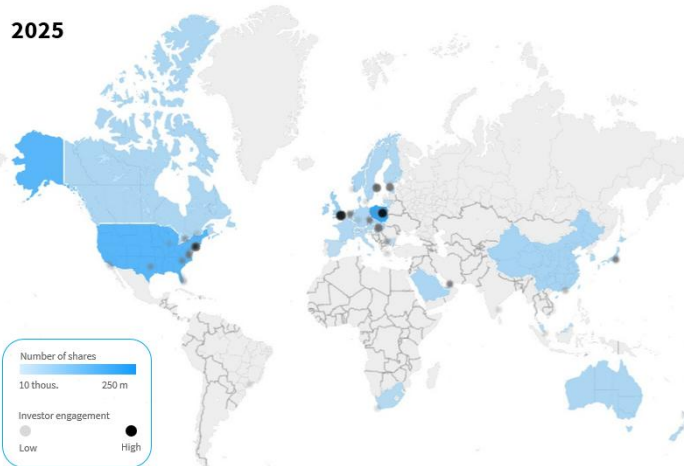 2025
Number of shares
10 thous. 250 m
Investor engagement
Low High